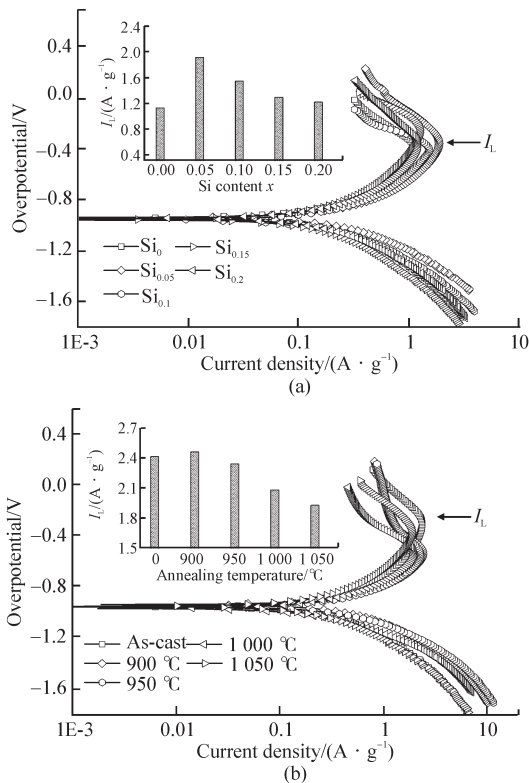 (a)
0.4
0.0
−0.4
−0.8
−1.2
−1.6
Overpotential/V
2.4
2.0
1.6
1.2
0.8
0.4
I_L/(A · g⁻¹)
0.00 0.05 0.10 0.15 0.20
Si content x
I_L
Si₀ Si₀.₁₅
Si₀.₀₅ Si₀.₂
Si₀.₁
1E-3 0.01 0.1 1 10
Current density/(A · g⁻¹)
(a)
0.4
0.0
−0.4
−0.8
−1.2
−1.6
Overpotential/V
2.7
2.4
2.1
1.8
1.5
I_L/(A · g⁻¹)
0 900 950 1 000 1 050
Annealing temperature/℃
I_L
As-cast 1 000 ℃
900 ℃ 1 050 ℃
950 ℃
1E-3 0.01 0.1 1 10
Current density/(A · g⁻¹)
(b)